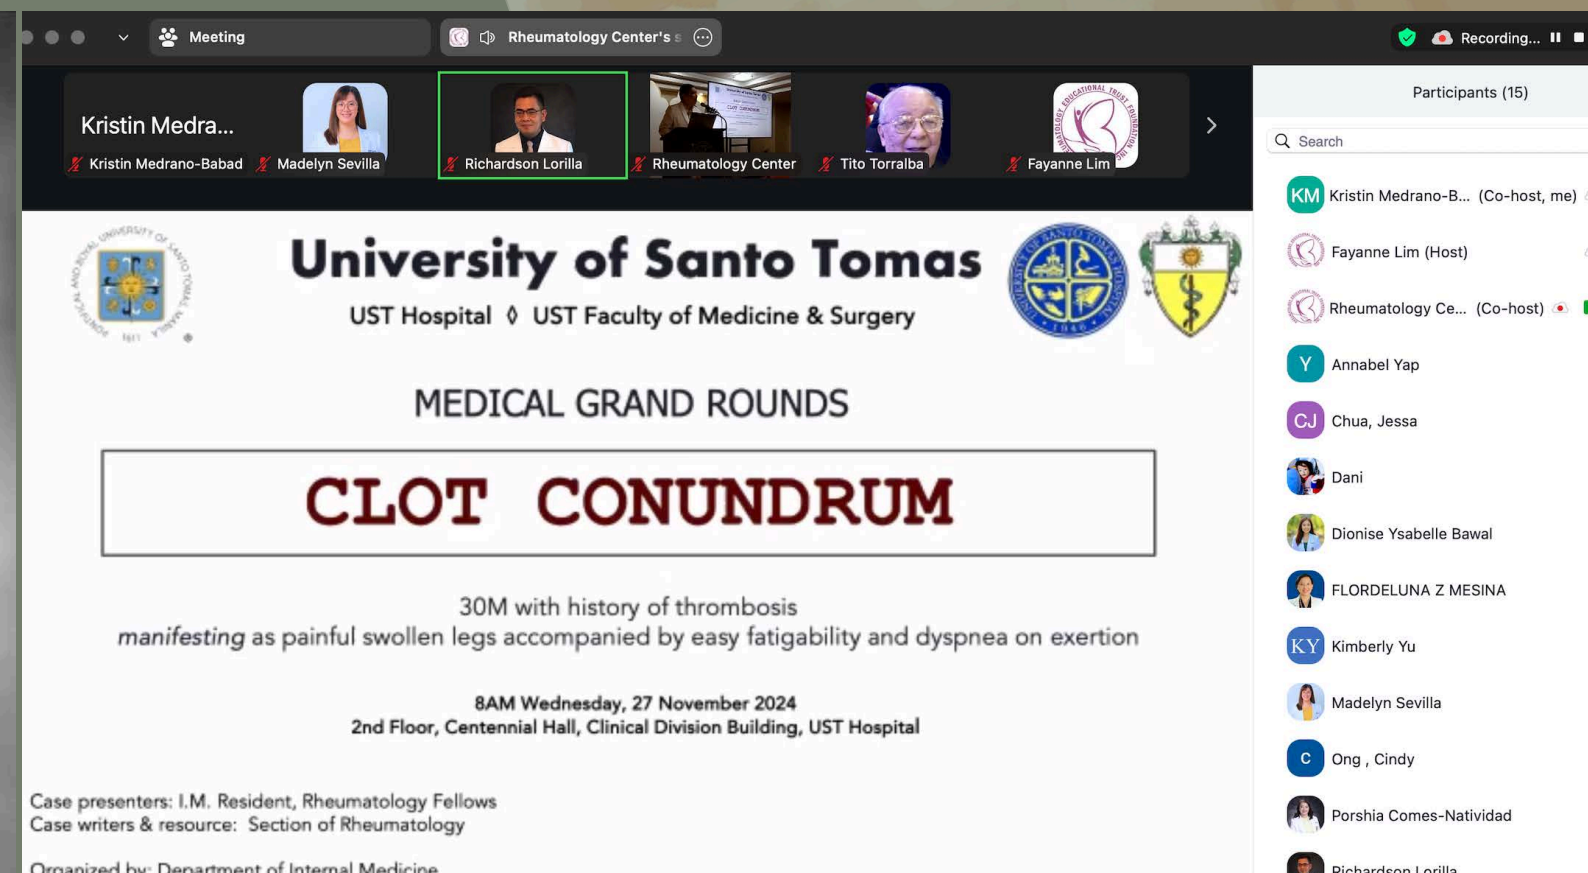 Meeting
Rheumatology Center's s
Recording...
Kristin Medra...
Kristin Medrano-Babad
Madelyn Sevilla
Richardson Lorilla
Rheumatology Center
Tito Torralba
Fayanne Lim
University of Santo Tomas
UST Hospital ◊ UST Faculty of Medicine & Surgery
MEDICAL GRAND ROUNDS
CLOT CONUNDRUM
30M with history of thrombosis
manifesting as painful swollen legs accompanied by easy fatigability and dyspnea on exertion
8AM Wednesday, 27 November 2024
2nd Floor, Centennial Hall, Clinical Division Building, UST Hospital
Case presenters: I.M. Resident, Rheumatology Fellows
Case writers & resource: Section of Rheumatology
Organized by: Department of Internal Medicine
Participants (15)
Search
KM Kristin Medrano-B... (Co-host, me)
Fayanne Lim (Host)
Rheumatology Ce... (Co-host)
Y Annabel Yap
CJ Chua, Jessa
Dani
Dionise Ysabelle Bawal
FLORDELUNA Z MESINA
KY Kimberly Yu
Madelyn Sevilla
C Ong , Cindy
Porshia Comes-Natividad
Richardson Lorilla